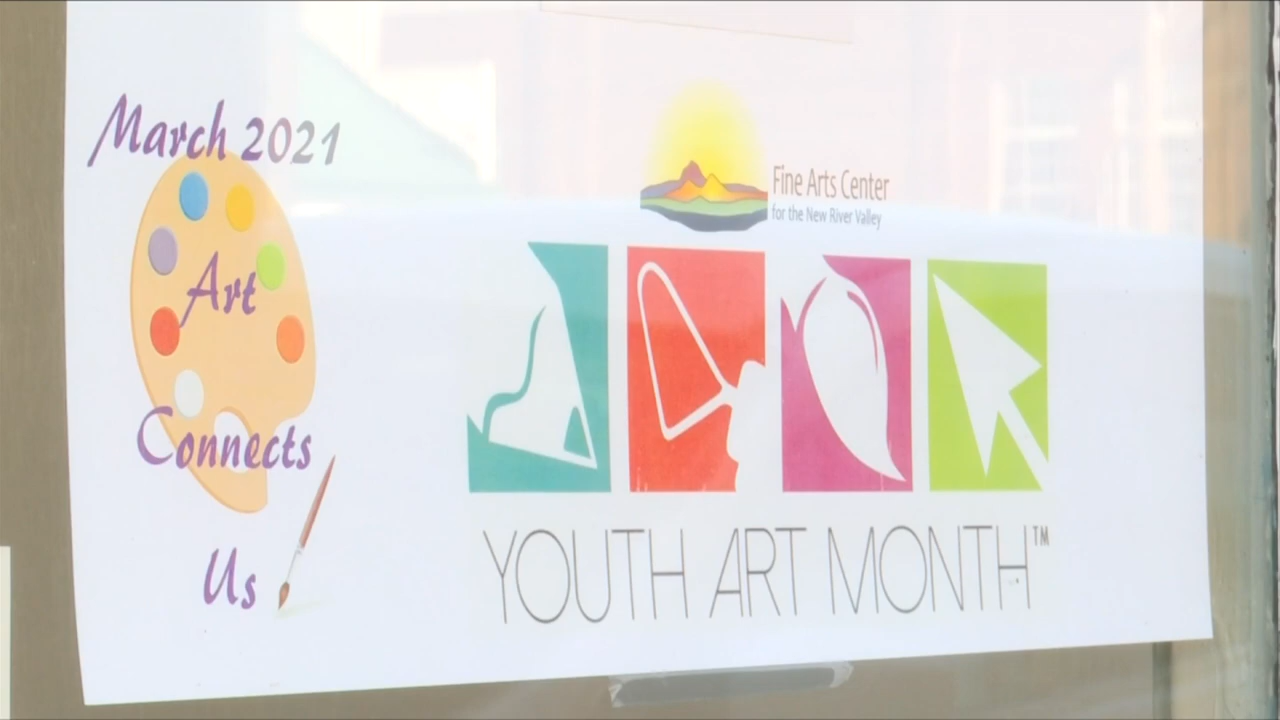 March 2021
Art
Connects
Us
Fine Arts Center
for the New River Valley
YOUTH ART MONTH™